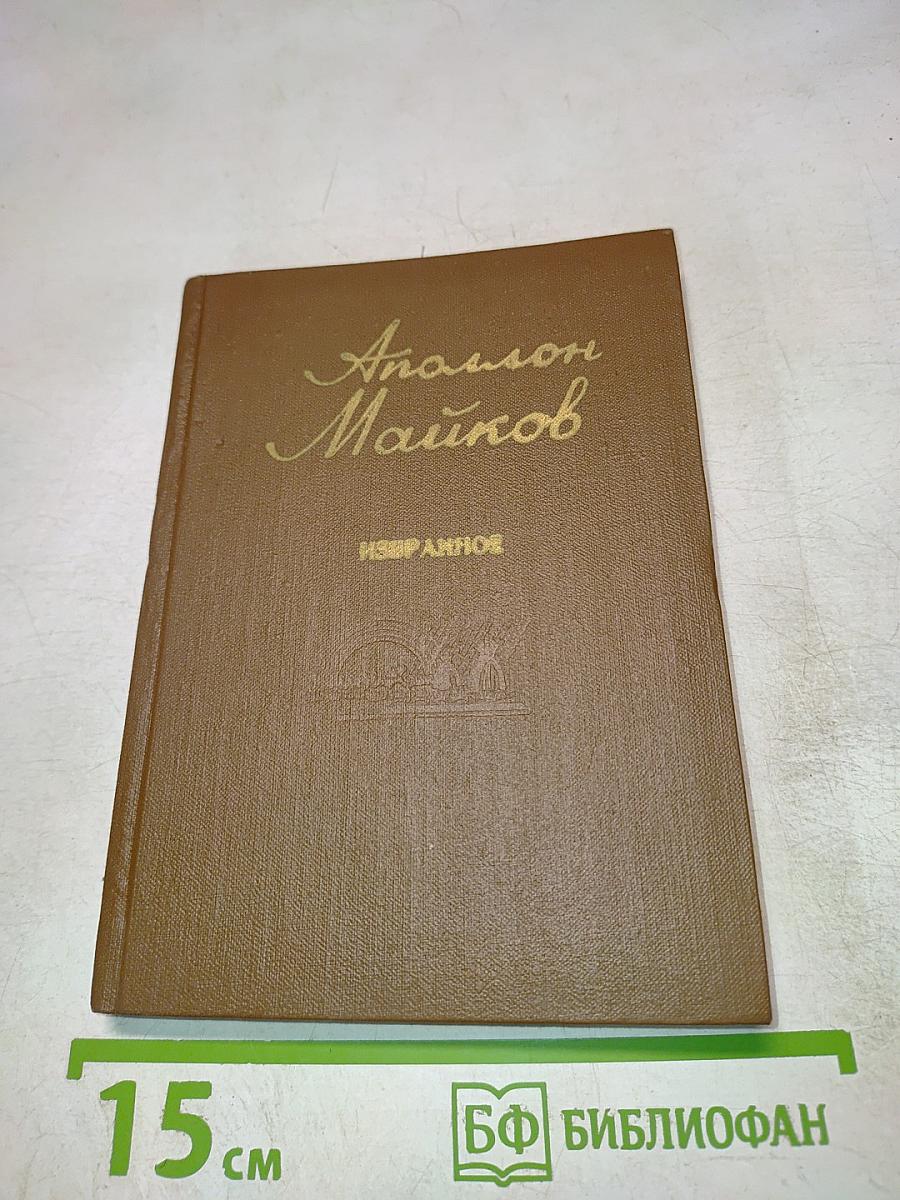 Аполлон
Майков
ИЗБРАННОЕ
15 см
БФ БИБЛИОФАН